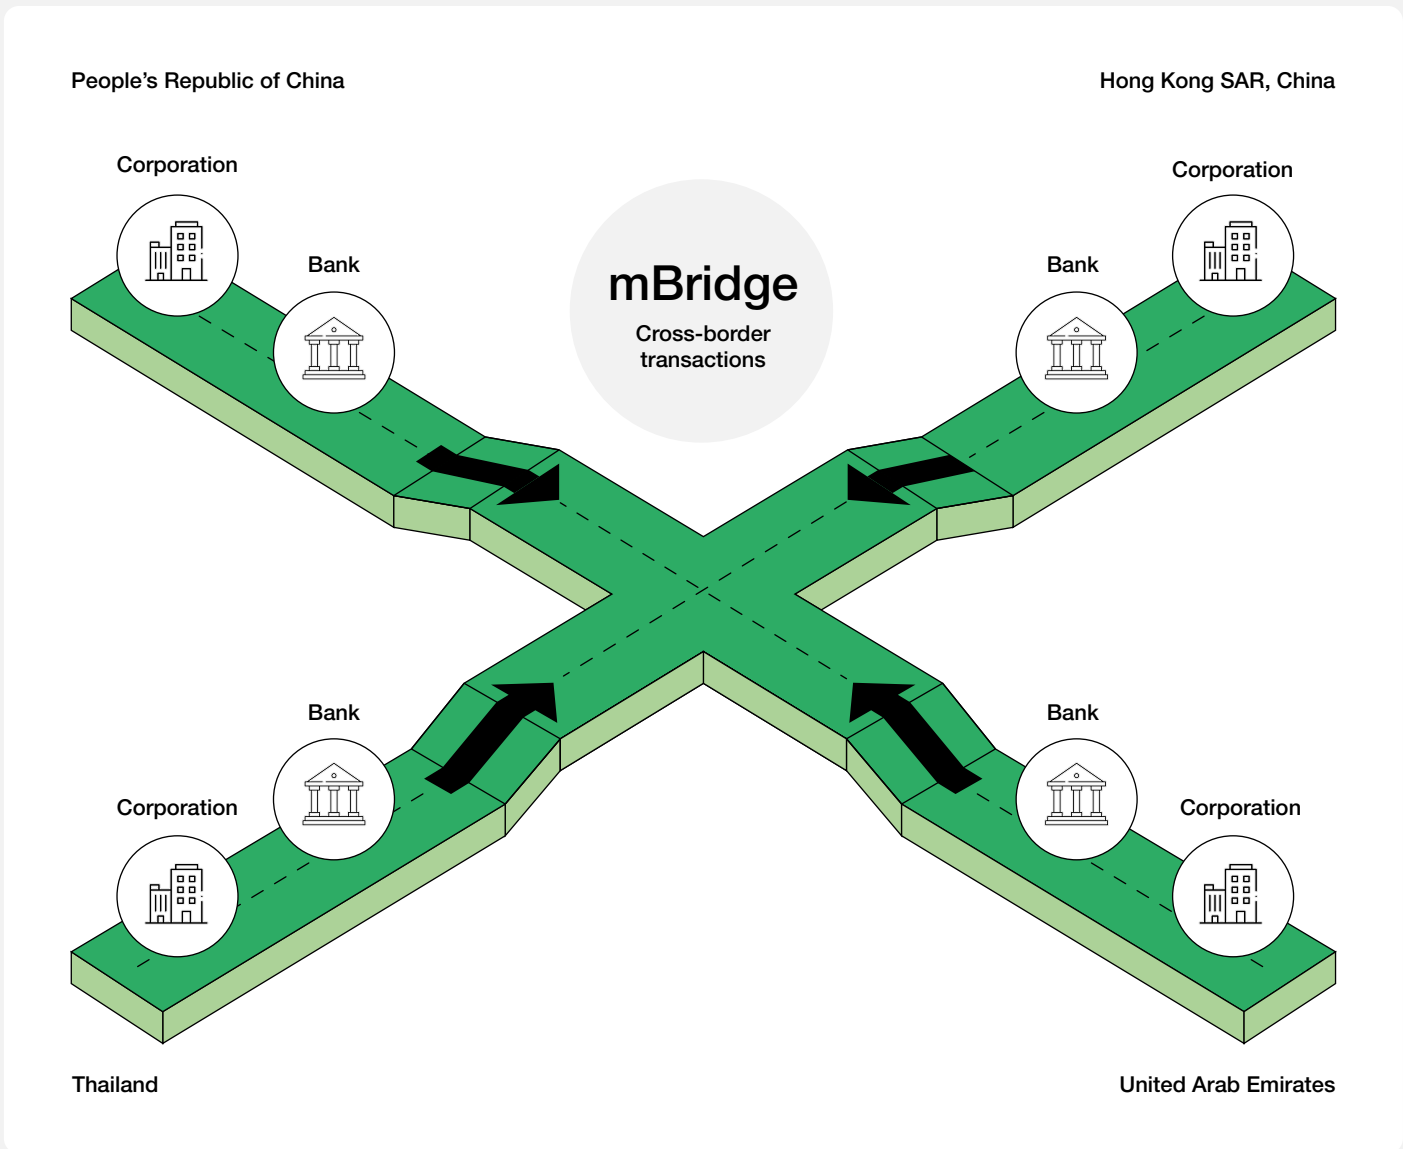 People’s Republic of China
Hong Kong SAR, China
Corporation
Corporation
Bank
Bank
mBridge
Cross-border
transactions
Bank
Bank
Corporation
Corporation
Thailand
United Arab Emirates